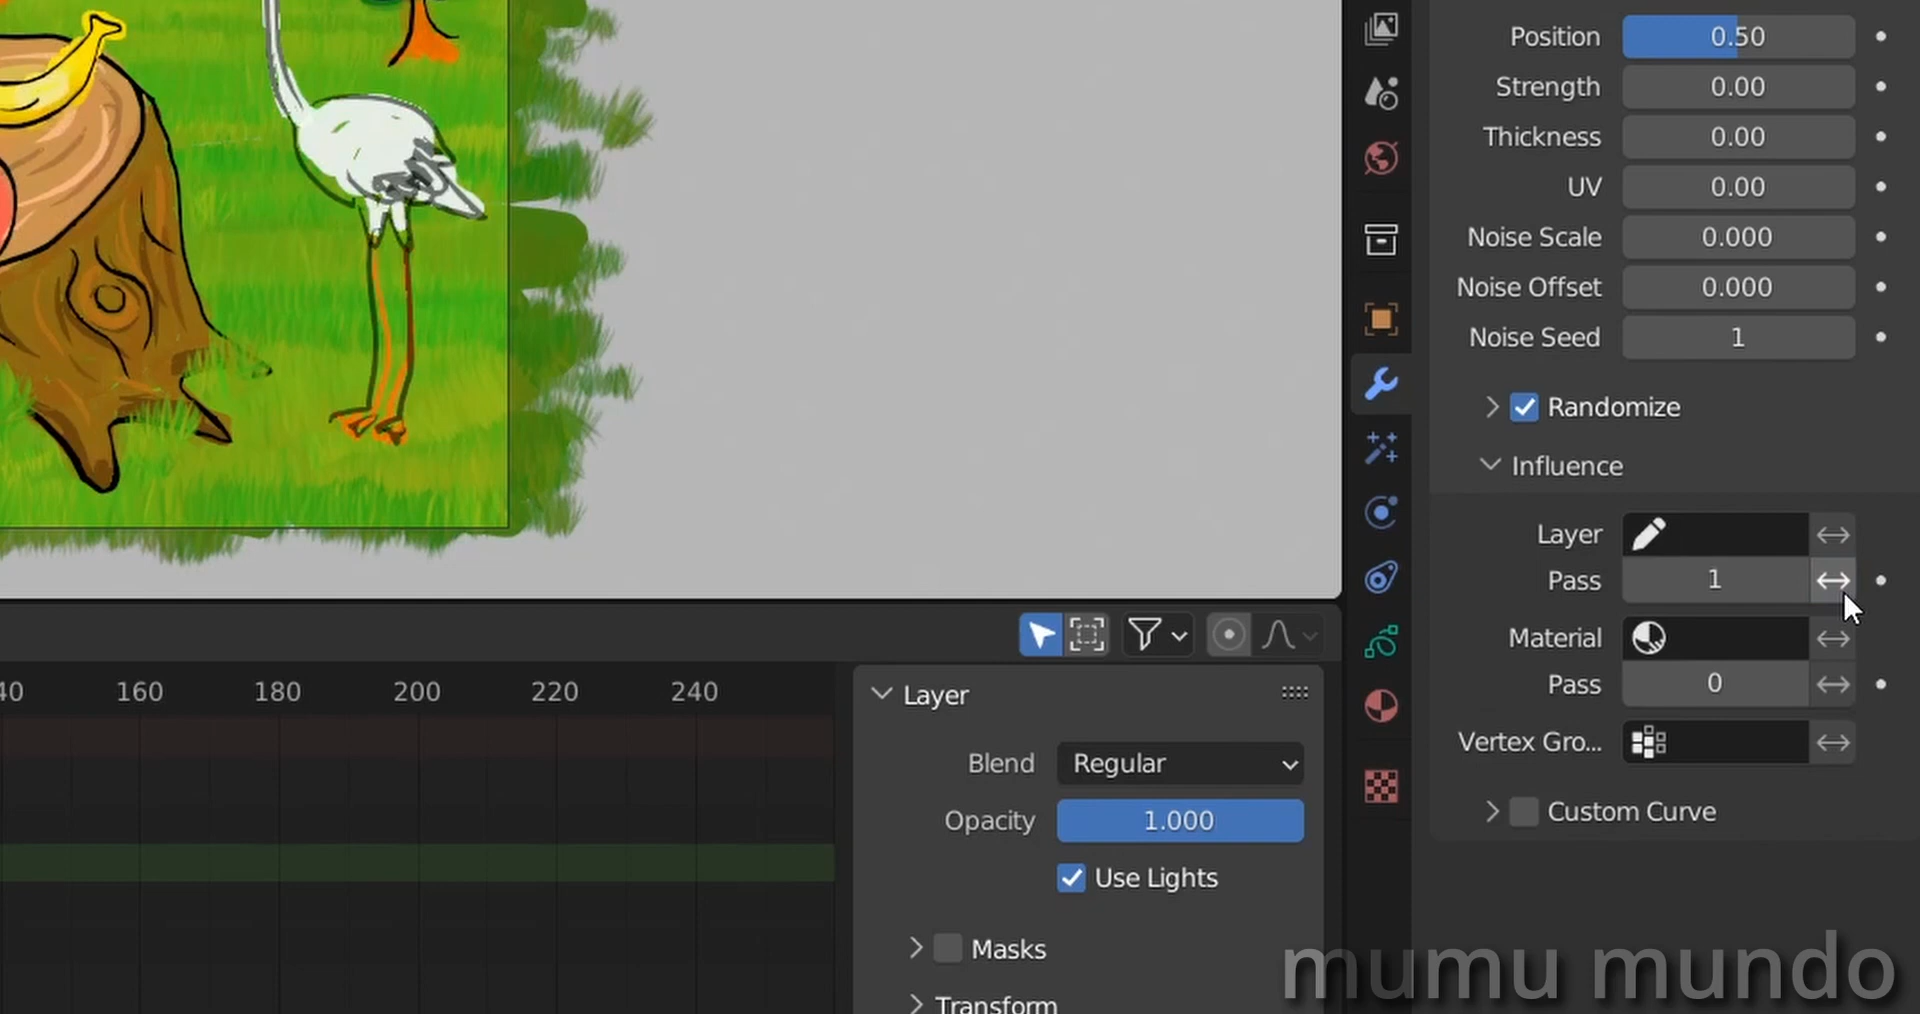 Position 0.50
Strength 0.00
Thickness 0.00
UV 0.00
Noise Scale 0.000
Noise Offset 0.000
Noise Seed 1
Randomize
Influence
Layer
Pass 1
Material
Pass 0
Vertex Gro...
Custom Curve
40 160 180 200 220 240
Layer
Blend Regular
Opacity 1.000
Use Lights
Masks
Transform
mumu mundo